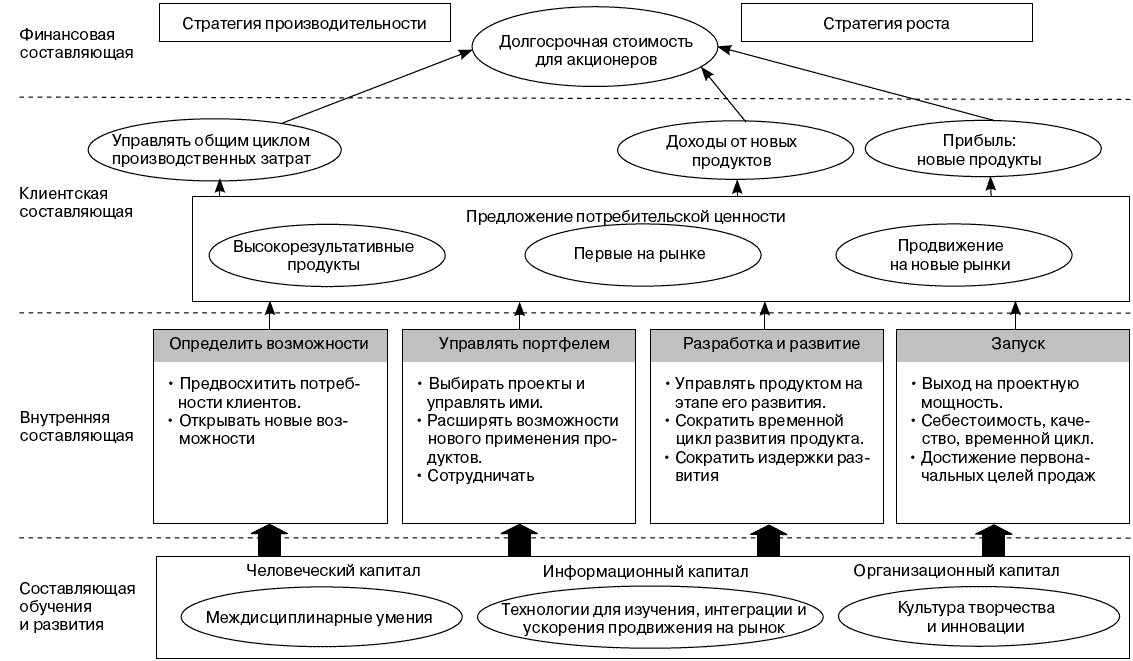 Финансовая
составляющая
Стратегия производительности
Долгосрочная стоимость
для акционеров
Стратегия роста
Управлять общим циклом
производственных затрат
Доходы от новых
продуктов
Прибыль:
новые продукты
Клиентская
составляющая
Предложение потребительской ценности
Высокорезультативные
продукты
Первые на рынке
Продвижение
на новые рынки
Внутренняя
составляющая
Определить возможности
• Предвосхитить потреб-
ности клиентов.
• Открывать новые воз-
можности
Управлять портфелем
• Выбирать проекты и
управлять ими.
• Расширять возможности
нового применения про-
дуктов.
• Сотрудничать
Разработка и развитие
• Управлять продуктом на
этапе его развития.
• Сократить временной
цикл развития продукта.
• Сократить издержки раз-
вития
Запуск
• Выход на проектную
мощность.
• Себестоимость, каче-
ство, временной цикл.
• Достижение первона-
чальных целей продаж
Составляющая
обучения
и развития
Человеческий капитал
Междисциплинарные умения
Информационный капитал
Технологии для изучения, интеграции и
ускорения продвижения на рынок
Организационный капитал
Культура творчества
и инновации